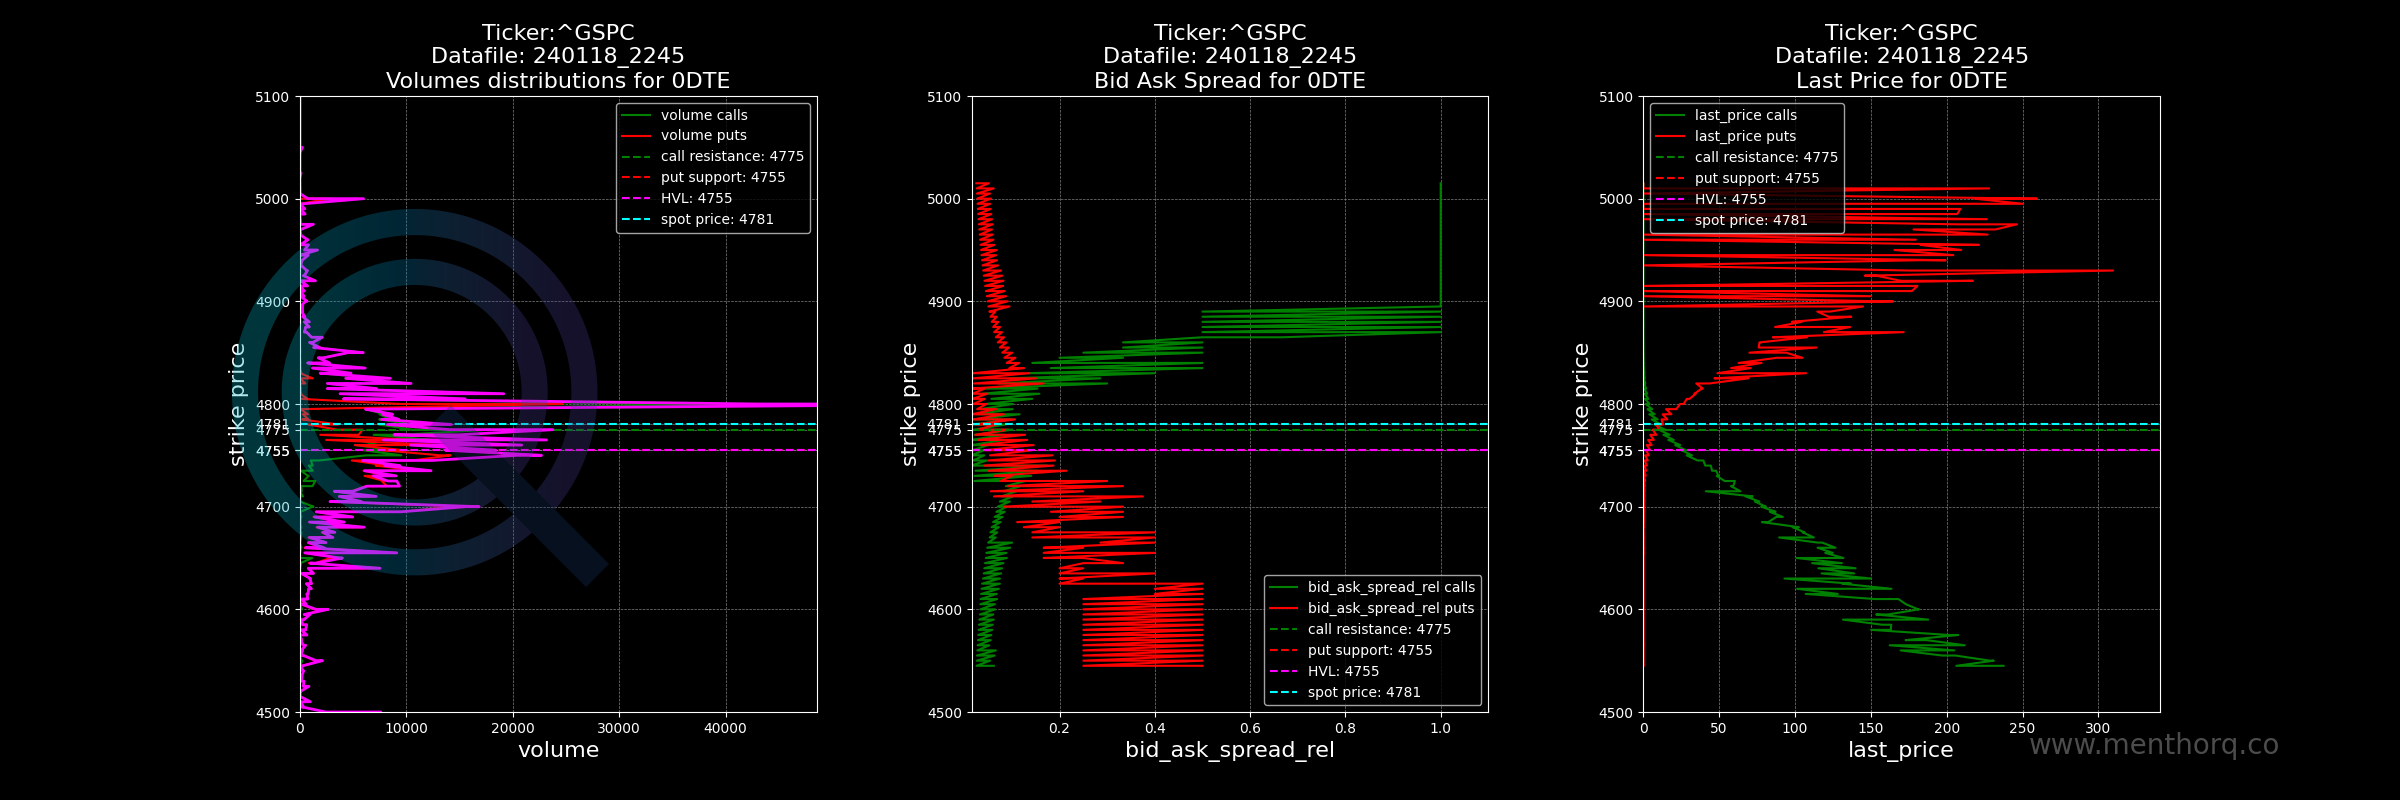 Ticker:^GSPC
Datafile: 240118_2245
Volumes distributions for 0DTE
5100
5000
4900
4800
4781
4775
4755
4700
4600
4500
strike price
volume calls
volume puts
call resistance: 4775
put support: 4755
HVL: 4755
spot price: 4781
0 10000 20000 30000 40000
volume
Ticker:^GSPC
Datafile: 240118_2245
Bid Ask Spread for 0DTE
5100
5000
4900
4800
4781
4775
4755
4700
4600
4500
strike price
bid_ask_spread_rel calls
bid_ask_spread_rel puts
call resistance: 4775
put support: 4755
HVL: 4755
spot price: 4781
0.2 0.4 0.6 0.8 1.0
bid_ask_spread_rel
Ticker:^GSPC
Datafile: 240118_2245
Last Price for 0DTE
5100
5000
4900
4800
4781
4775
4755
4700
4600
4500
strike price
last_price calls
last_price puts
call resistance: 4775
put support: 4755
HVL: 4755
spot price: 4781
0 50 100 150 200 250 300
last_price
www.menthorq.co